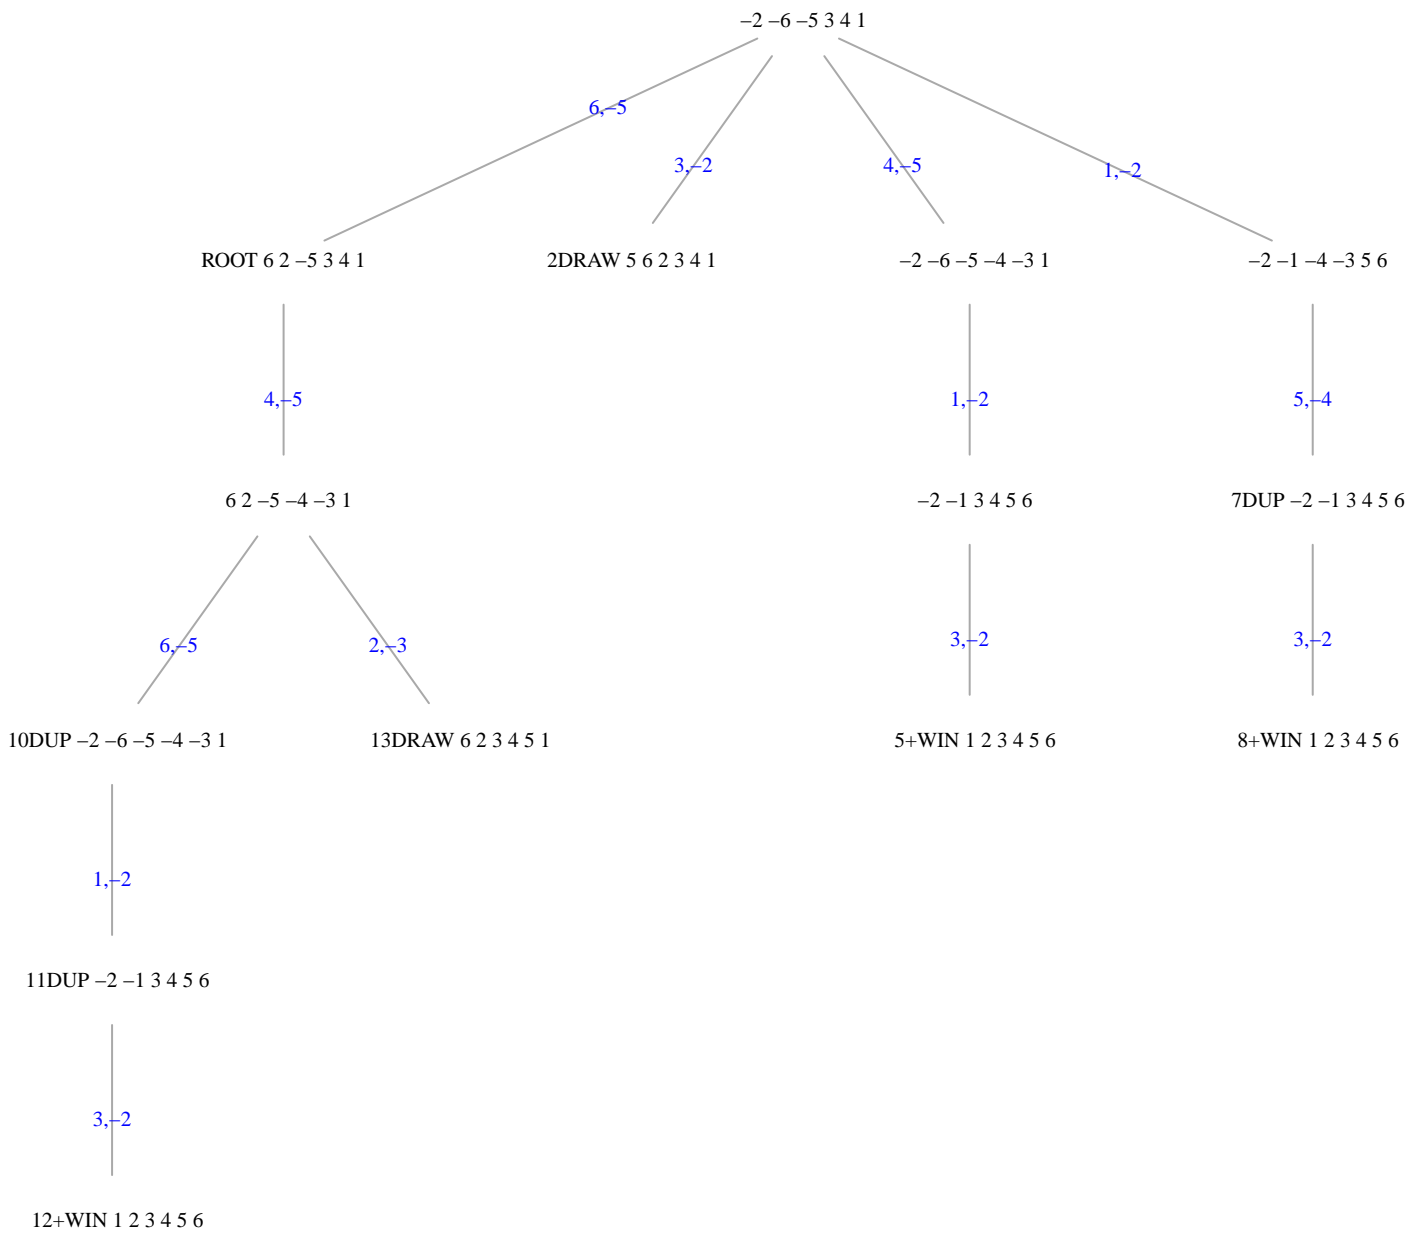 −2 −6 −5 3 4 1
6,−5
3,−2
4,−5
1,−2
ROOT 6 2 −5 3 4 1
2DRAW 5 6 2 3 4 1
−2 −6 −5 −4 −3 1
−2 −1 −4 −3 5 6
4,−5
1,−2
5,−4
6 2 −5 −4 −3 1
−2 −1 3 4 5 6
7DUP −2 −1 3 4 5 6
6,−5
2,−3
3,−2
3,−2
10DUP −2 −6 −5 −4 −3 1
13DRAW 6 2 3 4 5 1
5+WIN 1 2 3 4 5 6
8+WIN 1 2 3 4 5 6
1,−2
11DUP −2 −1 3 4 5 6
3,−2
12+WIN 1 2 3 4 5 6